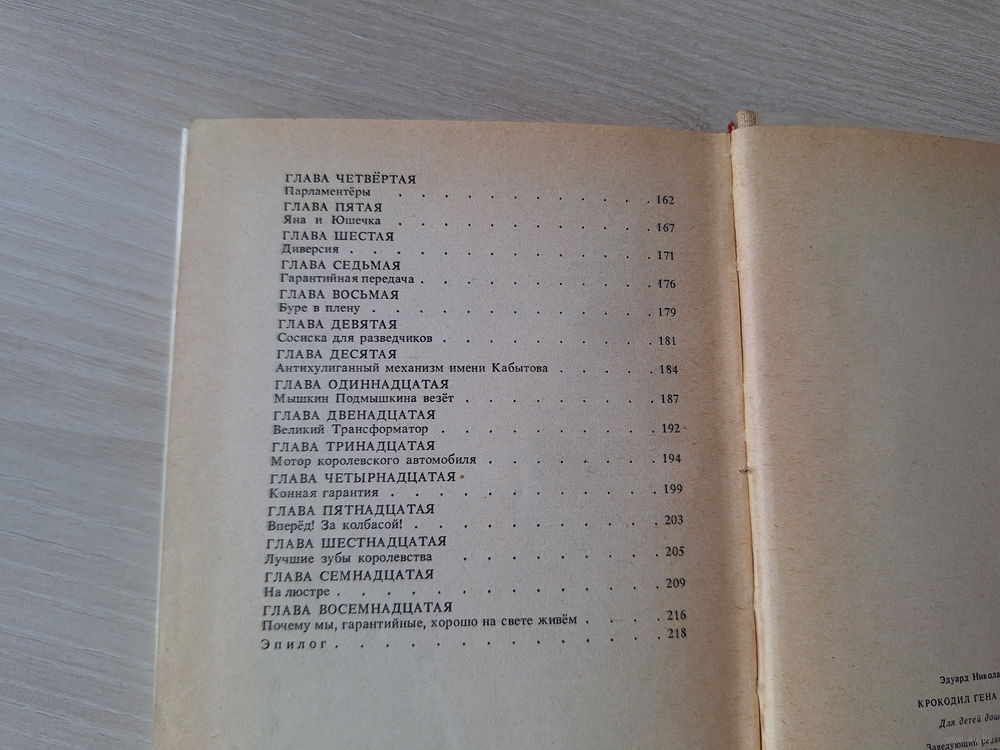 ГЛАВА ЧЕТВЁРТАЯ
Парламентёры . . . . . . . . . . . 162
ГЛАВА ПЯТАЯ
Яна и Юшечка . . . . . . . . . . . 167
ГЛАВА ШЕСТАЯ
Диверсия . . . . . . . . . . . . 171
ГЛАВА СЕДЬМАЯ
Гарантийная передача . . . . . . . . . . 176
ГЛАВА ВОСЬМАЯ
Буре в плену . . . . . . . . . . . 179
ГЛАВА ДЕВЯТАЯ
Сосиска для разведчиков . . . . . . . . . 181
ГЛАВА ДЕСЯТАЯ
Антихулиганный механизм имени Кабытова . . . . 184
ГЛАВА ОДИННАДЦАТАЯ
Мышкин Подмышкина везёт . . . . . . . . 187
ГЛАВА ДВЕНАДЦАТАЯ
Великий Трансформатор . . . . . . . . . 192
ГЛАВА ТРИНАДЦАТАЯ
Мотор королевского автомобиля . . . . . . . 194
ГЛАВА ЧЕТЫРНАДЦАТАЯ
Конная гарантия . . . . . . . . . . . 199
ГЛАВА ПЯТНАДЦАТАЯ
Вперёд! За колбасой! . . . . . . . . . . 203
ГЛАВА ШЕСТНАДЦАТАЯ
Лучшие зубы королевства . . . . . . . . 205
ГЛАВА СЕМНАДЦАТАЯ
На люстре . . . . . . . . . . . . . 209
ГЛАВА ВОСЕМНАДЦАТАЯ
Почему мы, гарантийные, хорошо на свете живём . . . . 216
Эпилог . . . . . . . . . . . . . 218
Эдуард
КРОКОДИЛ ГЕНА
Для детей
Заведующий